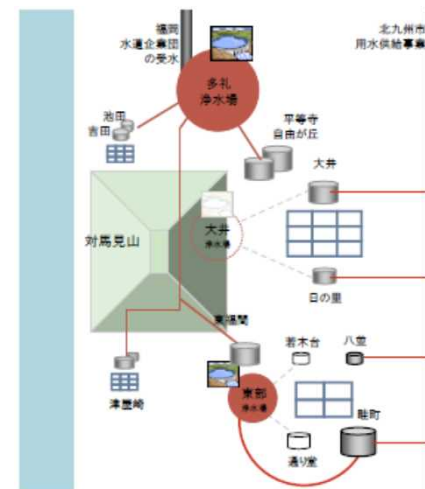 福岡
水道企業団
の受水
北九州市
用水供給事業
多礼
浄水場
池田
吉田
平等寺
自由が丘
大井
対馬見山
大井
浄水場
日の里
東福間
若木台
八並
津屋崎
東部
浄水場
畦町
通り堂